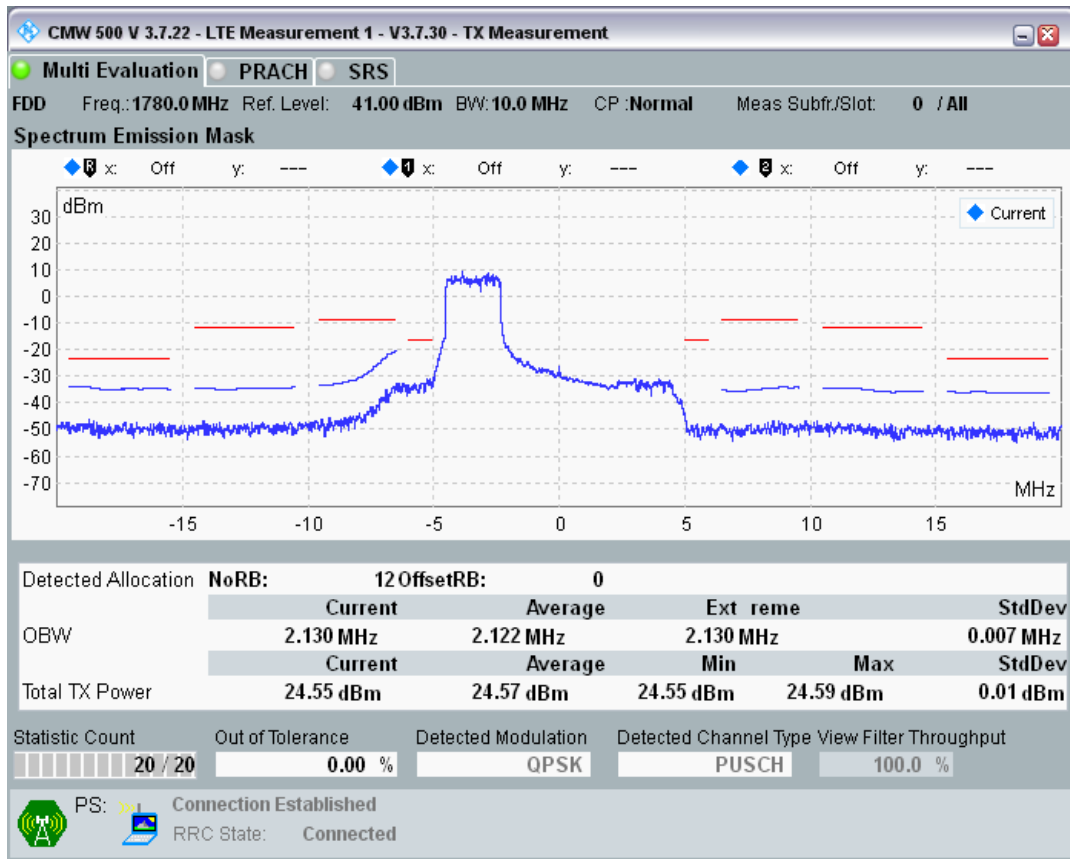 CMW 500 V 3.7.22 - LTE Measurement 1 - V3.7.30 - TX Measurement
Multi Evaluation PRACH SRS
FDD Freq.: 1780.0 MHz Ref. Level: 41.00 dBm BW: 10.0 MHz CP : Normal Meas Subfr./Slot: 0 / All
Spectrum Emission Mask
R x: Off y: --- 1 x: Off y: --- 2 x: Off y: ---
dBm
Current
30
20
10
0
-10
-20
-30
-40
-50
-60
-70
MHz
-15 -10 -5 0 5 10 15
Detected Allocation NoRB: 12 OffsetRB: 0
Current Average Ext reme StdDev
OBW 2.130 MHz 2.122 MHz 2.130 MHz 0.007 MHz
Current Average Min Max StdDev
Total TX Power 24.55 dBm 24.57 dBm 24.55 dBm 24.59 dBm 0.01 dBm
Statistic Count Out of Tolerance Detected Modulation Detected Channel Type View Filter Throughput
20 / 20 0.00 % QPSK PUSCH 100.0 %
PS: Connection Established
RRC State: Connected